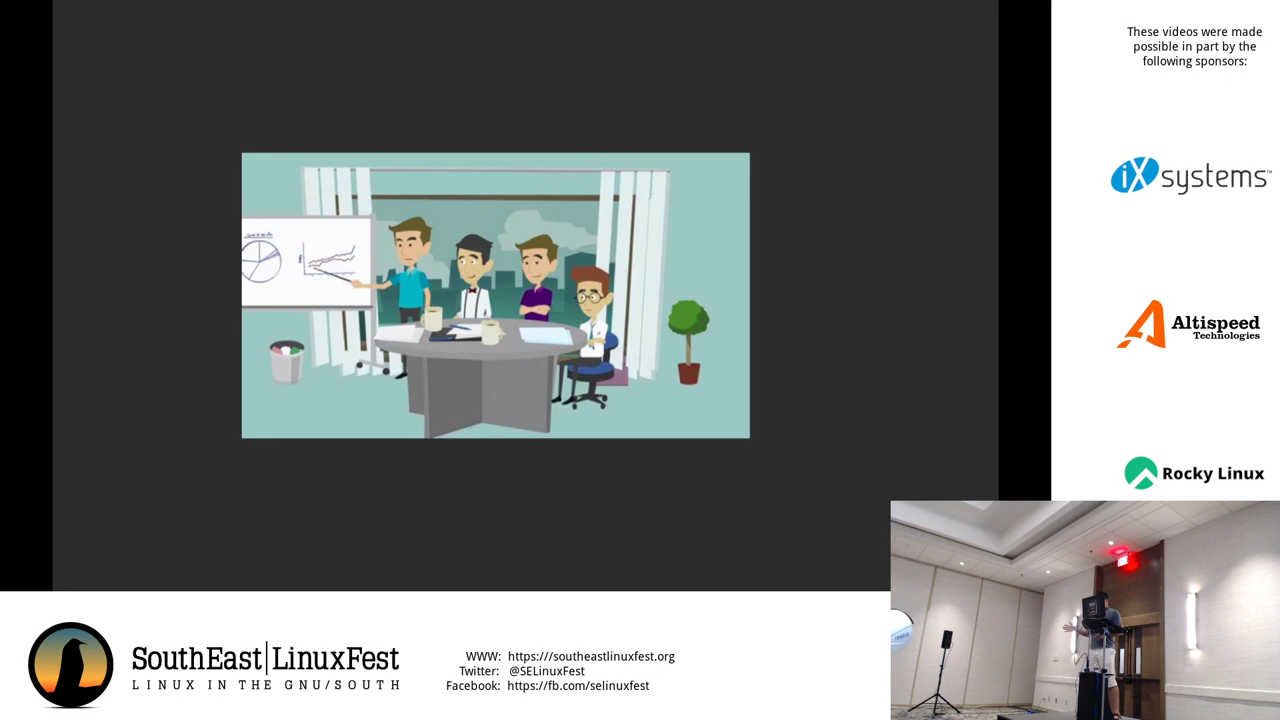 These videos were made
possible in part by the
following sponsors:
iXsystems™
Altispeed
Technologies
Rocky Linux
SouthEast|LinuxFest
LINUX IN THE GNU/SOUTH
WWW: https:///southeastlinuxfest.org
Twitter: @SELinuxFest
Facebook: https://fb.com/selinuxfest